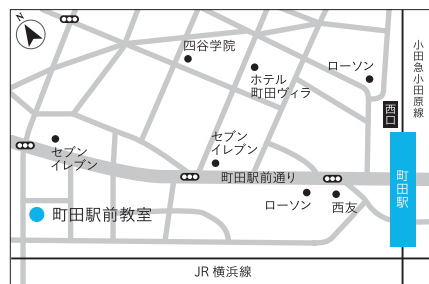 N
四谷学院
ホテル
町田ヴィラ
ローソン
小田急小田原線
西口
セブン
イレブン
セブン
イレブン
町田駅前通り
町田駅
ローソン
西友
町田駅前教室
JR 横浜線